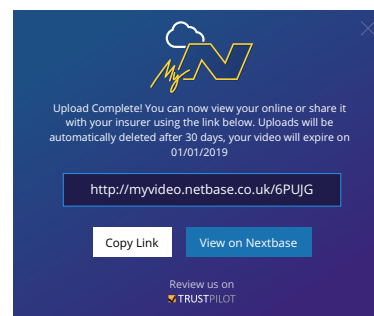 My N
Upload Complete! You can now view your online or share it
with your insurer using the link below. Uploads will be
automatically deleted after 30 days, your video will expire on
01/01/2019
http://myvideo.netbase.co.uk/6PUJG
Copy Link View on Nextbase
Review us on
TRUSTPILOT